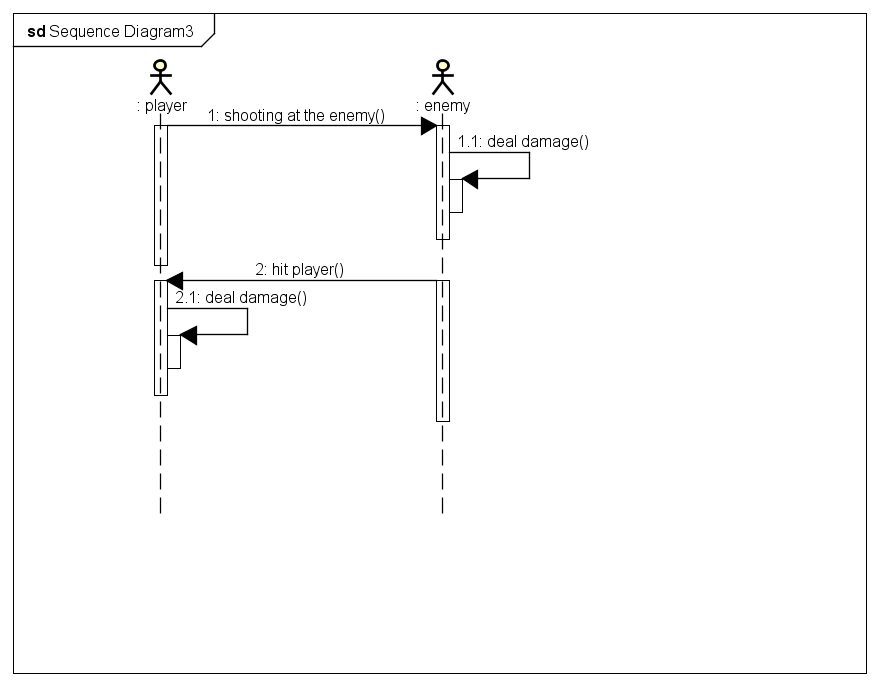 sd Sequence Diagram3
: player
: enemy
1: shooting at the enemy()
1.1: deal damage()
2: hit player()
2.1: deal damage()